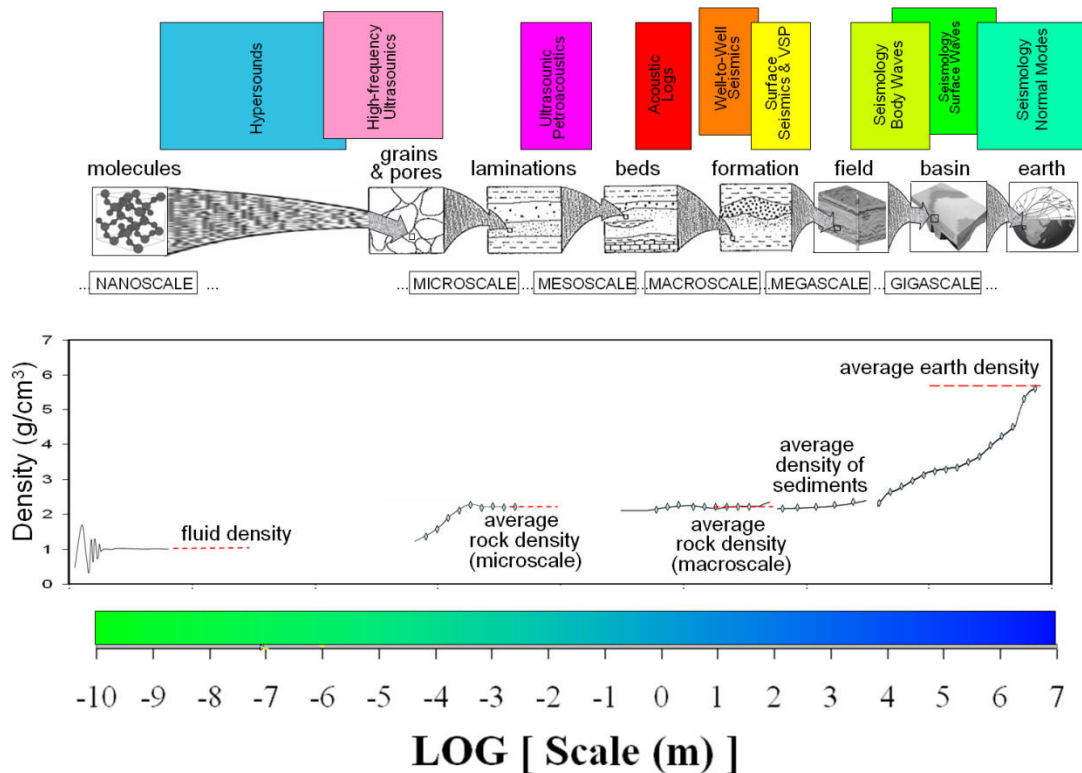 Hypersounds
High-frequency
Ultrasounics
Ultrasounic
Petroacoustics
Acoustic
Logs
Well-to-Well
Seismics
Surface
Seismics & VSP
Seismology
Body Waves
Seismology
Surface Waves
Seismology
Normal Modes
molecules
grains
& pores
laminations
beds
formation
field
basin
earth
... NANOSCALE ...
... MICROSCALE ... MESOSCALE ... MACROSCALE ... MEGASCALE ... GIGASCALE ...
Density (g/cm³)
7
6
5
4
3
2
1
0
average earth density
average
density of
sediments
fluid density
average
rock density
(microscale)
average
rock density
(macroscale)
-10 -9 -8 -7 -6 -5 -4 -3 -2 -1 0 1 2 3 4 5 6 7
LOG [ Scale (m) ]